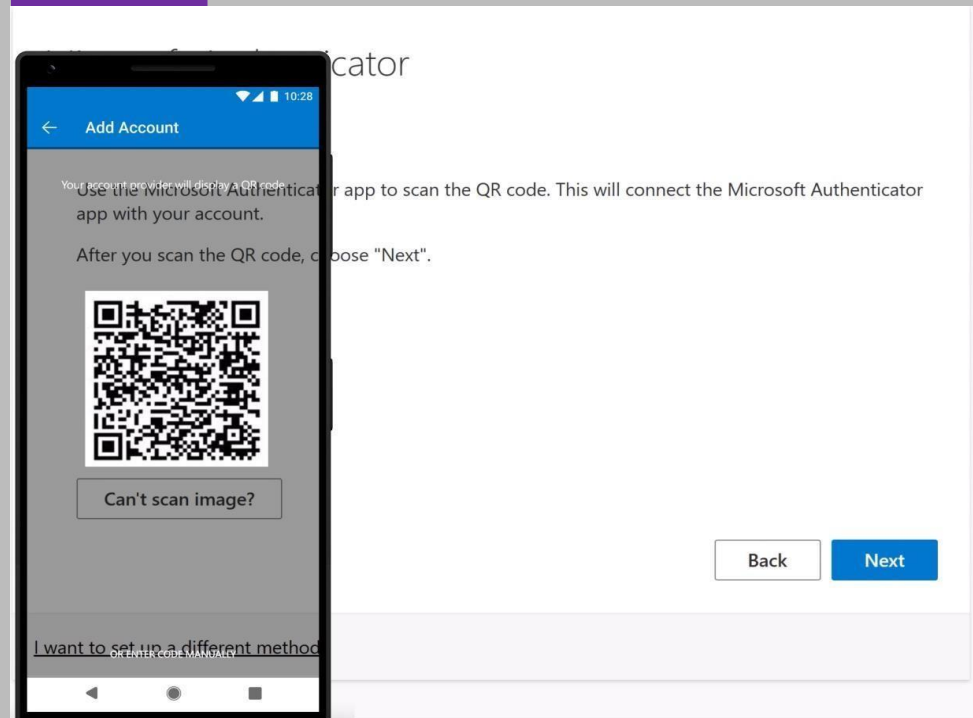 cator
10:28
Add Account
Your account provider will display a QR code
Use the Microsoft Authenticator app to scan the QR code. This will connect the Microsoft Authenticator
app with your account.
After you scan the QR code, choose "Next".
Can't scan image?
Back
Next
I want to set up a different method
OR ENTER CODE MANUALLY